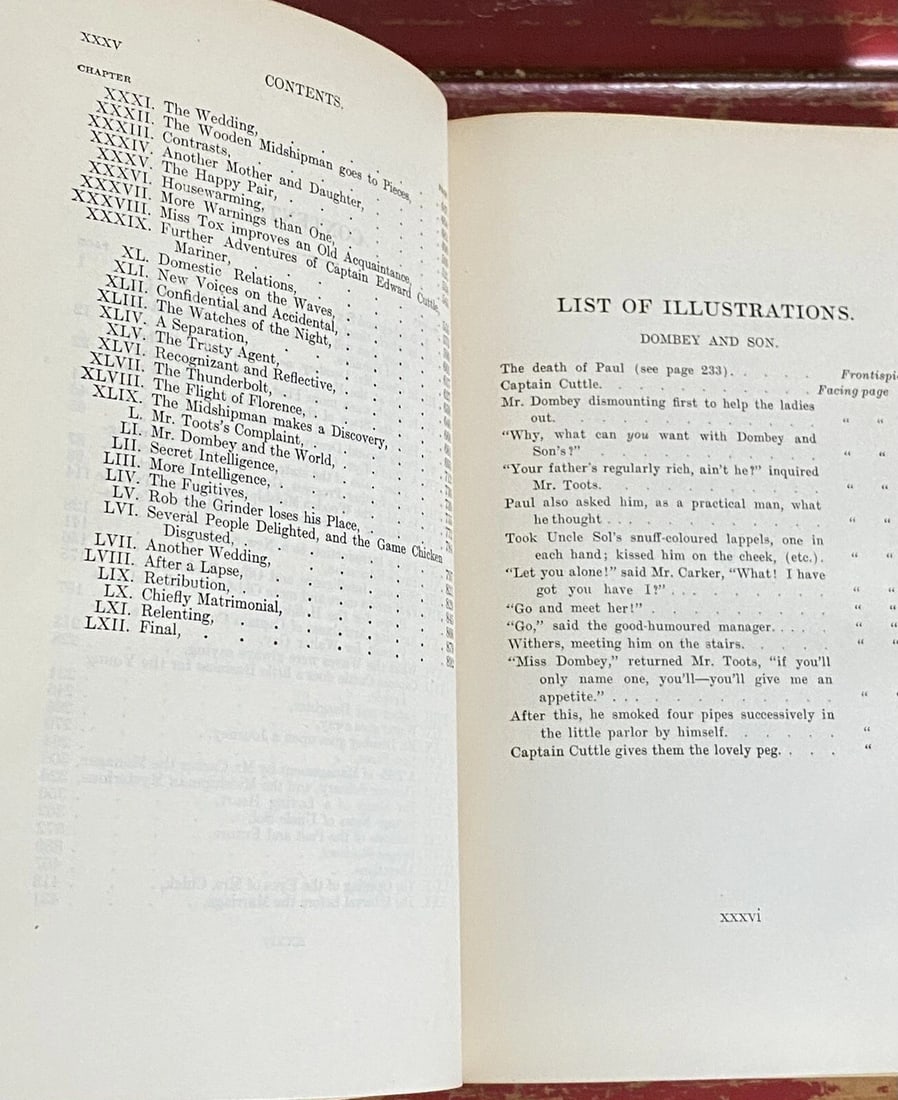 XXXV
CONTENTS.
CHAPTER
XXXI. The Wedding,
XXXII. The Wooden Midshipman goes to Pieces,
XXXIII. Contrasts,
XXXIV. Another Mother and Daughter,
XXXV. The Happy Pair,
XXXVI. Housewarming,
XXXVII. More Warnings than One,
XXXVIII. Miss Tox improves an Old Acquaintance,
XXXIX. Further Adventures of Captain Edward Cuttle,
Mariner,
XL. Domestic Relations,
XLI. New Voices on the Waves,
XLII. Confidential and Accidental,
XLIII. The Watches of the Night,
XLIV. A Separation,
XLV. The Trusty Agent,
XLVI. Recognizant and Reflective,
XLVII. The Thunderbolt,
XLVIII. The Flight of Florence,
XLIX. The Midshipman makes a Discovery,
L. Mr. Toots's Complaint,
LI. Mr. Dombey and the World,
LII. Secret Intelligence,
LIII. More Intelligence,
LIV. The Fugitives,
LV. Rob the Grinder loses his Place,
LVI. Several People Delighted, and the Game Chicken
Disgusted,
LVII. Another Wedding,
LVIII. After a Lapse,
LIX. Retribution,
LX. Chiefly Matrimonial,
LXI. Relenting,
LXII. Final,
LIST OF ILLUSTRATIONS.
DOMBEY AND SON.
The death of Paul (see page 233). . . . . . Frontispi
Captain Cuttle. . . . . . . . . . . Facing page
Mr. Dombey dismounting first to help the ladies
out. . . . . . . . . . . . “ “
“Why, what can you want with Dombey and
Son's?” . . . . . . . . . . “ “
“Your father's regularly rich, ain't he?” inquired
Mr. Toots. . . . . . . . . . “ “
Paul also asked him, as a practical man, what
he thought . . . . . . . . . “ “
Took Uncle Sol's snuff-coloured lappels, one in
each hand; kissed him on the cheek, (etc.). “ “
“Let you alone!” said Mr. Carker, “What! I have
got you have I?” . . . . . . . “ “
“Go and meet her!” . . . . . . . . “ “
“Go,” said the good-humoured manager. . . . . “ “
Withers, meeting him on the stairs. . . . . . “ “
“Miss Dombey,” returned Mr. Toots, “if you'll
only name one, you'll—you'll give me an
appetite.” . . . . . . . . . “
After this, he smoked four pipes successively in
the little parlor by himself. . . . . . “
Captain Cuttle gives them the lovely peg. . . . “
xxxvi